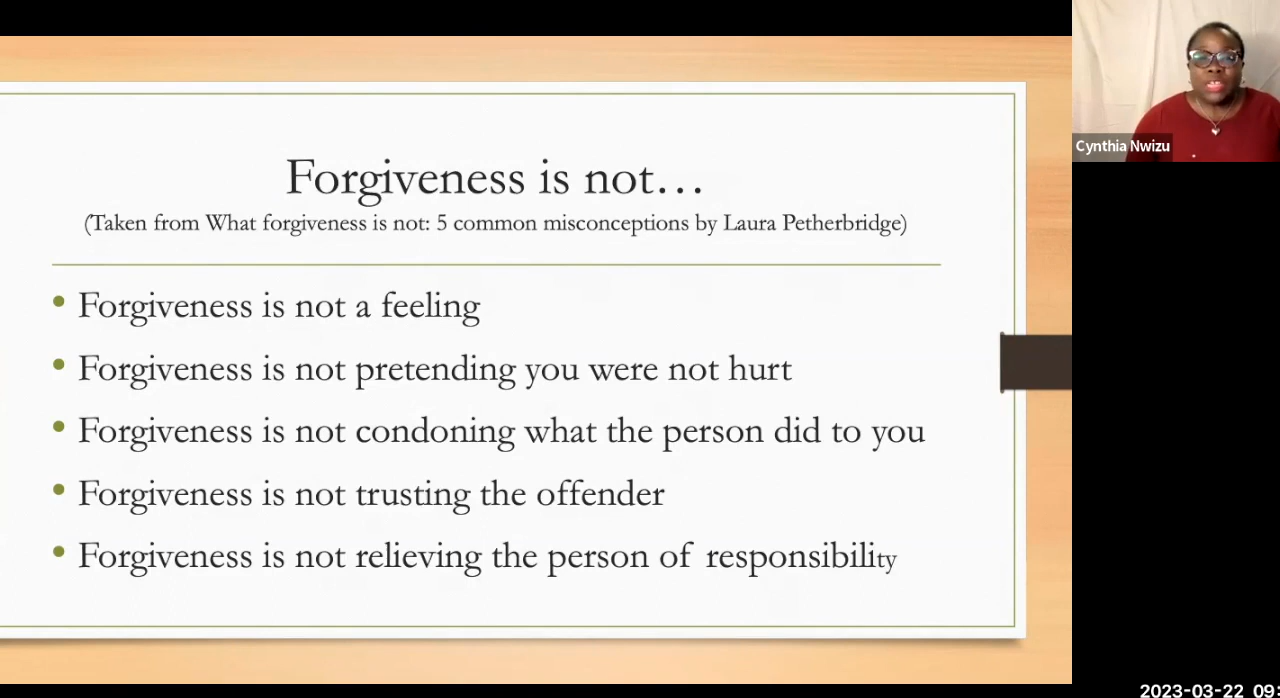 Forgiveness is not…
(Taken from What forgiveness is not: 5 common misconceptions by Laura Petherbridge)
• Forgiveness is not a feeling
• Forgiveness is not pretending you were not hurt
• Forgiveness is not condoning what the person did to you
• Forgiveness is not trusting the offender
• Forgiveness is not relieving the person of responsibility
Cynthia Nwizu
2023-03-22 09: